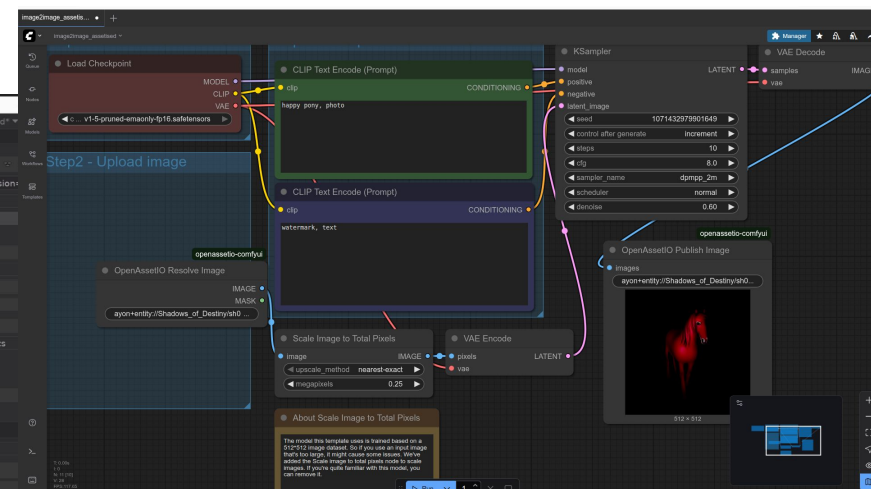 image2image_assetis...
image2image_assetised
Manager
Queue
Nodes
Models
Workflows
Templates
Load Checkpoint
MODEL
CLIP
VAE
v1-5-pruned-emaonly-fp16.safetensors
Step2 - Upload image
openassetio-comfyui
OpenAssetIO Resolve Image
IMAGE
MASK
ayon+entity://Shadows_of_Destiny/sh0 ...
CLIP Text Encode (Prompt)
clip
CONDITIONING
happy pony, photo
CLIP Text Encode (Prompt)
clip
CONDITIONING
watermark, text
Scale Image to Total Pixels
image
IMAGE
upscale_method nearest-exact
megapixels 0.25
VAE Encode
pixels
LATENT
vae
About Scale Image to Total Pixels
The model this template uses is trained based on a
512*512 image dataset. So if you use an input image
that's too large, it might cause some issues. We've
added the Scale image to total pixels node to scale
images. If you're quite familiar with this model, you
can remove it.
KSampler
model
LATENT
positive
negative
latent_image
seed 1071432979901649
control after generate increment
steps 10
cfg 8.0
sampler_name dpmpp_2m
scheduler normal
denoise 0.60
VAE Decode
samples
IMAG
vae
openassetio-comfyui
OpenAssetIO Publish Image
images
ayon+entity://Shadows_of_Destiny/sh0...
512 × 512
Run
1